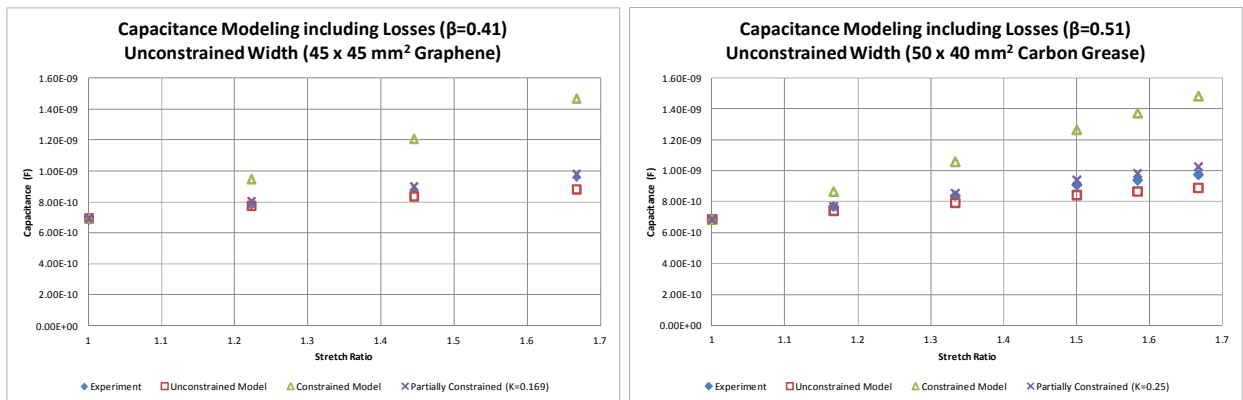 Capacitance Modeling including Losses (β=0.41)
Unconstrained Width (45 x 45 mm² Graphene)
1.60E-09
1.40E-09
1.20E-09
1.00E-09
8.00E-10
6.00E-10
4.00E-10
2.00E-10
0.00E+00
Capacitance (F)
1 1.1 1.2 1.3 1.4 1.5 1.6 1.7
Stretch Ratio
Experiment Unconstrained Model Constrained Model Partially Constrained (K=0.169)
Capacitance Modeling including Losses (β=0.51)
Unconstrained Width (50 x 40 mm² Carbon Grease)
1.60E-09
1.40E-09
1.20E-09
1.00E-09
8.00E-10
6.00E-10
4.00E-10
2.00E-10
0.00E+00
Capacitance (F)
1 1.1 1.2 1.3 1.4 1.5 1.6 1.7
Stretch Ratio
Experiment Unconstrained Model Constrained Model Partially Constrained (K=0.25)